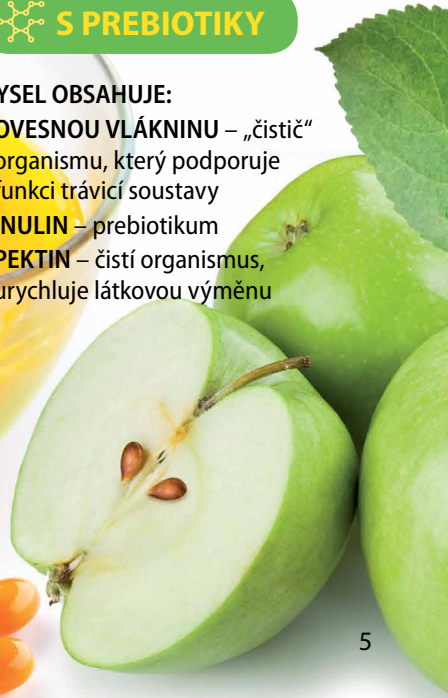 S PREBIOTIKY
YSEL OBSAHUJE:
OVESNOU VLÁKNINU – „čistič“
organismu, který podporuje
funkci trávicí soustavy
NULIN – prebiotikum
PEKTIN – čistí organismus,
urychluje látkovou výměnu
5